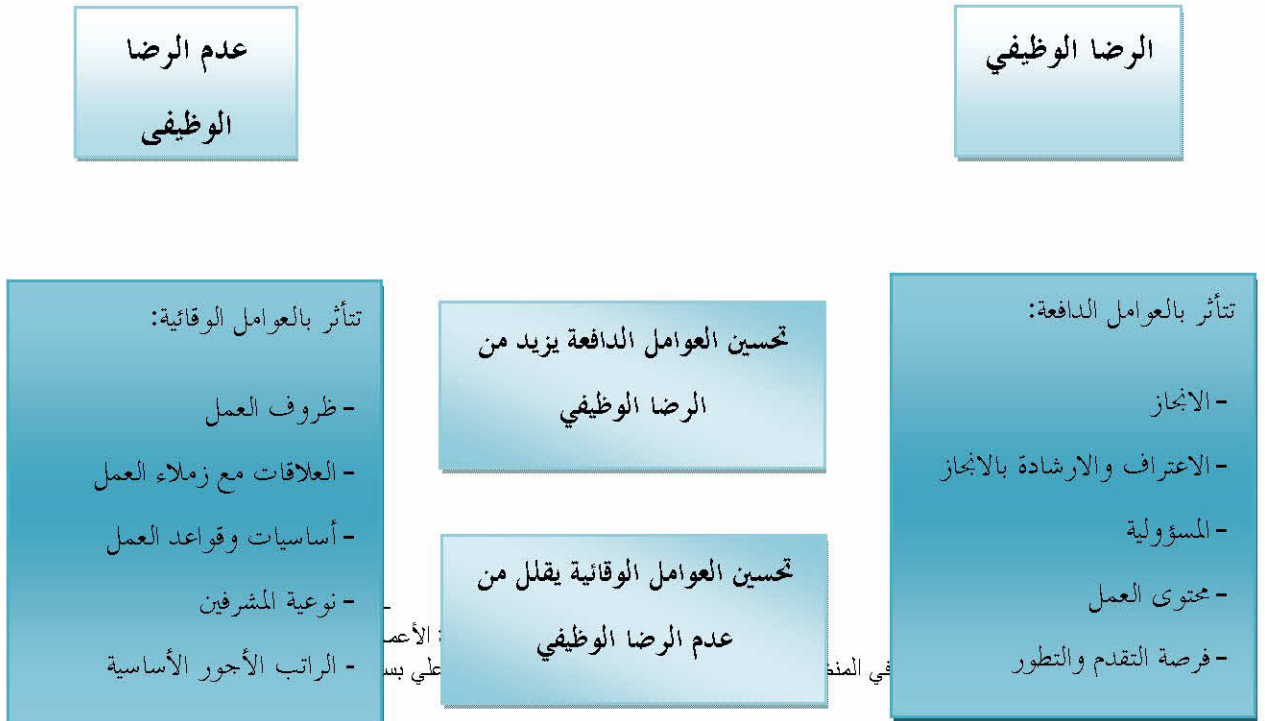 الرضا الوظيفي
عدم الرضا
الوظيفى
تتأثر بالعوامل الدافعة:
- الانجاز
- الاعتراف والارشادة بالانجاز
- المسؤولية
- محتوى العمل
- فرصة التقدم والتطور
تحسين العوامل الدافعة يزيد من
الرضا الوظيفي
تحسين العوامل الوقائية يقلل من
عدم الرضا الوظيفي
تتأثر بالعوامل الوقائية:
- ظروف العمل
- العلاقات مع زملاء العمل
- أساسيات وقواعد العمل
- نوعية المشرفين
- الراتب الأجور الأساسية
في
علي